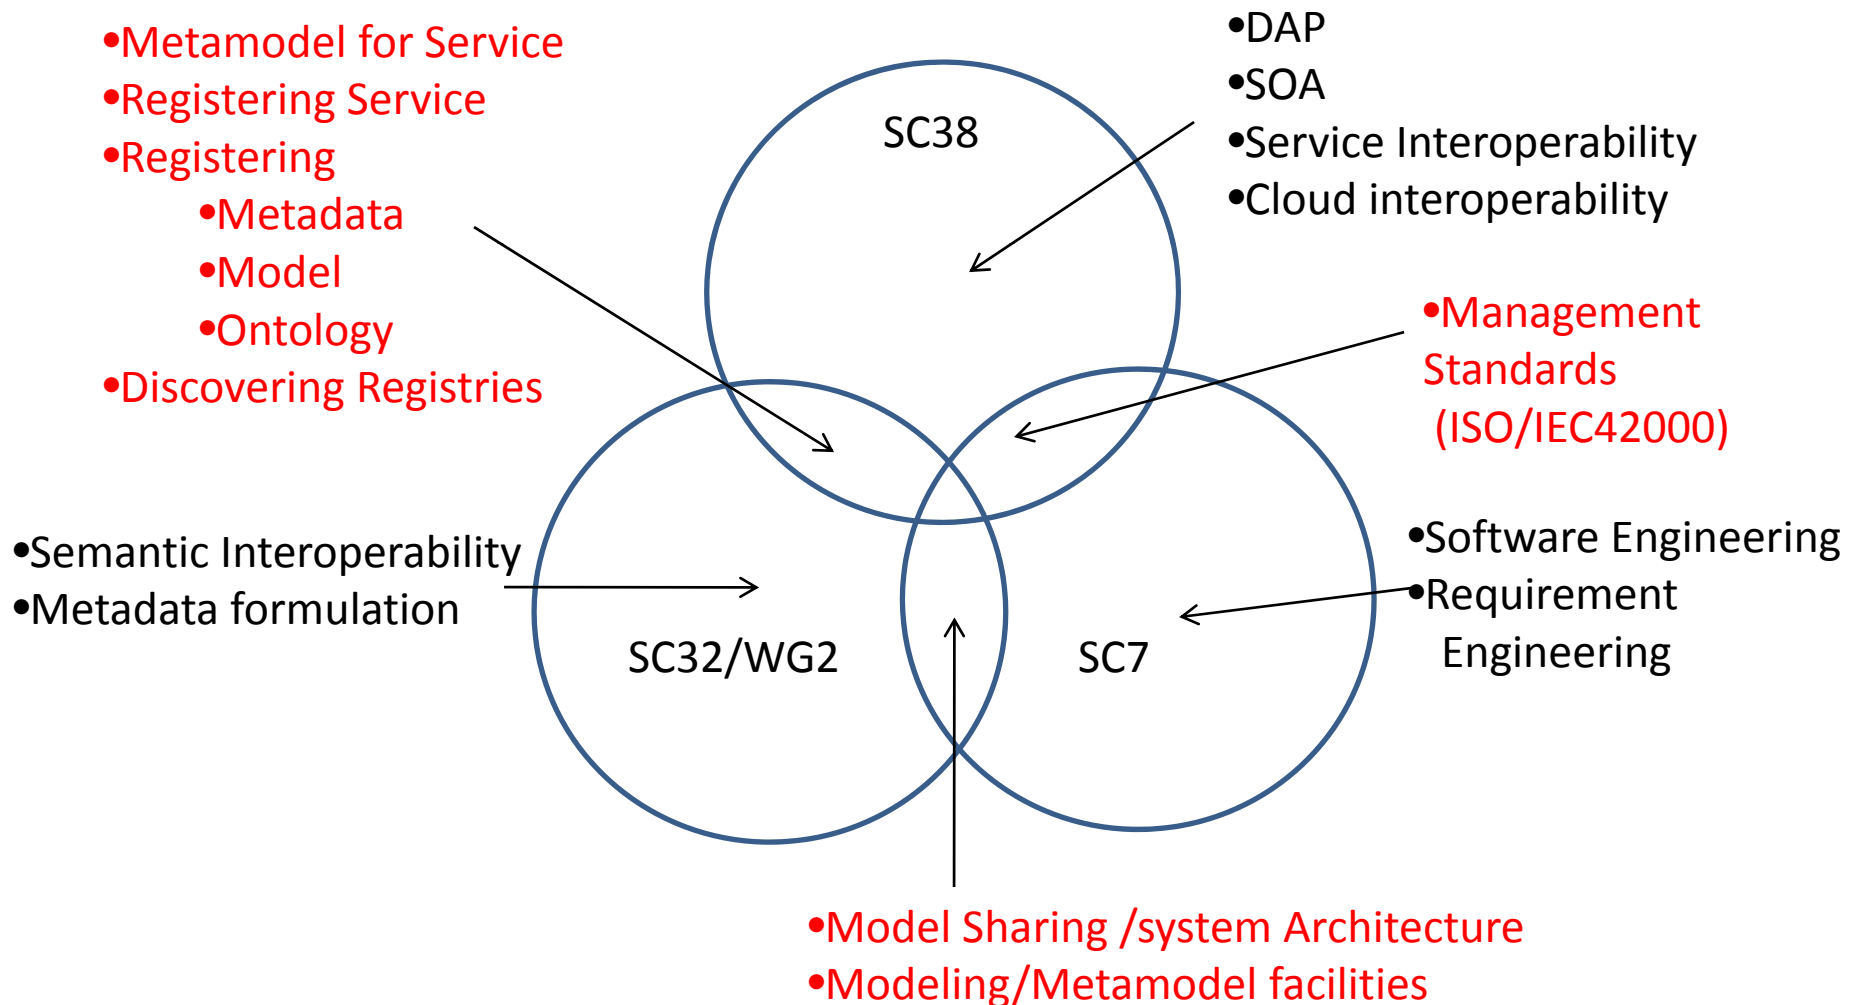 •Metamodel for Service
•Registering Service
•Registering
•Metadata
•Model
•Ontology
•Discovering Registries
•DAP
•SOA
•Service Interoperability
•Cloud interoperability
SC38
•Management
Standards
(ISO/IEC42000)
•Semantic Interoperability
•Metadata formulation
SC32/WG2
SC7
•Software Engineering
•Requirement
Engineering
•Model Sharing /system Architecture
•Modeling/Metamodel facilities